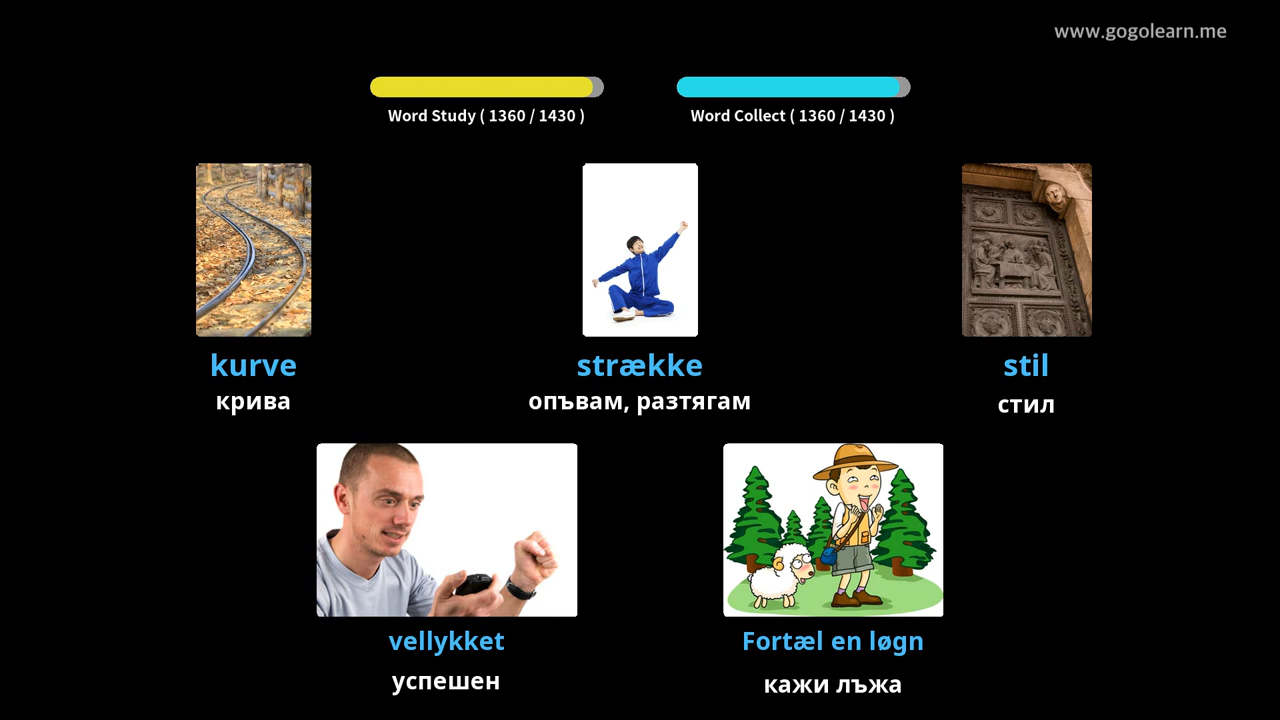 www.gogolearn.me
Word Study ( 1360 / 1430 )
Word Collect ( 1360 / 1430 )
kurve
strække
stil
крива
опъвам, разтягам
стил
vellykket
Fortæl en løgn
успешен
кажи лъжа